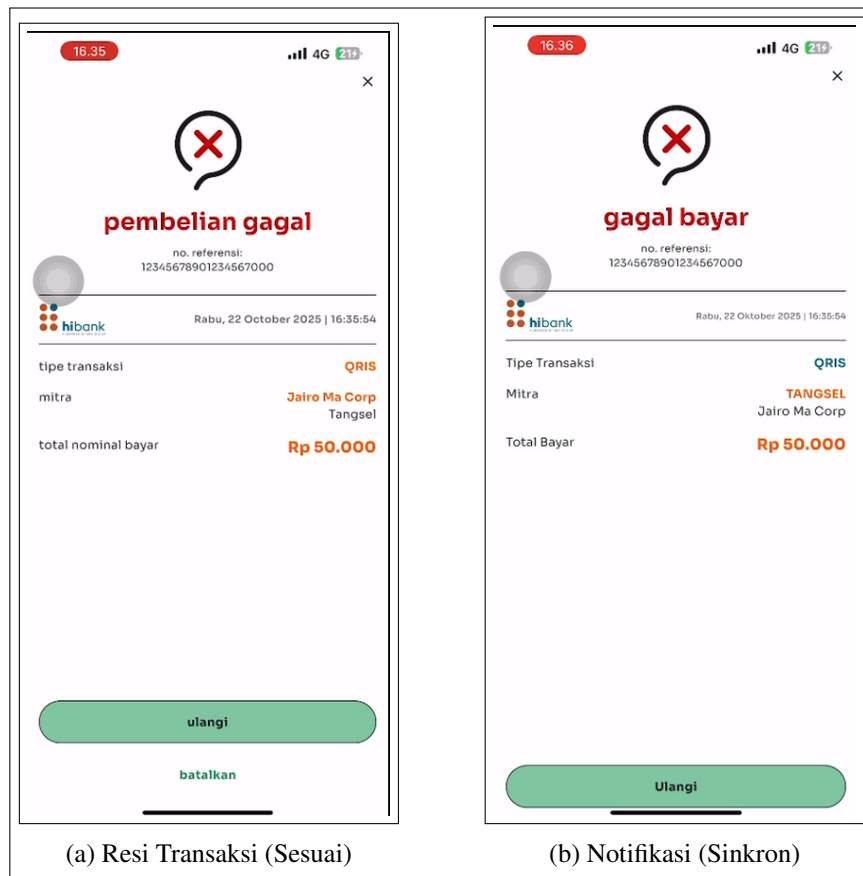 16.35
4G 21
×
pembelian gagal
no. referensi:
12345678901234567000
hibank
Rabu, 22 October 2025 | 16:35:54
tipe transaksi QRIS
mitra Jairo Ma Corp
Tangsel
total nominal bayar Rp 50.000
ulangi
batalkan
(a) Resi Transaksi (Sesuai)
16.36
4G 21
×
gagal bayar
no. referensi:
12345678901234567000
hibank
Rabu, 22 Oktober 2025 | 16:35:54
Tipe Transaksi QRIS
Mitra TANGSEL
Jairo Ma Corp
Total Bayar Rp 50.000
Ulangi
(b) Notifikasi (Sinkron)